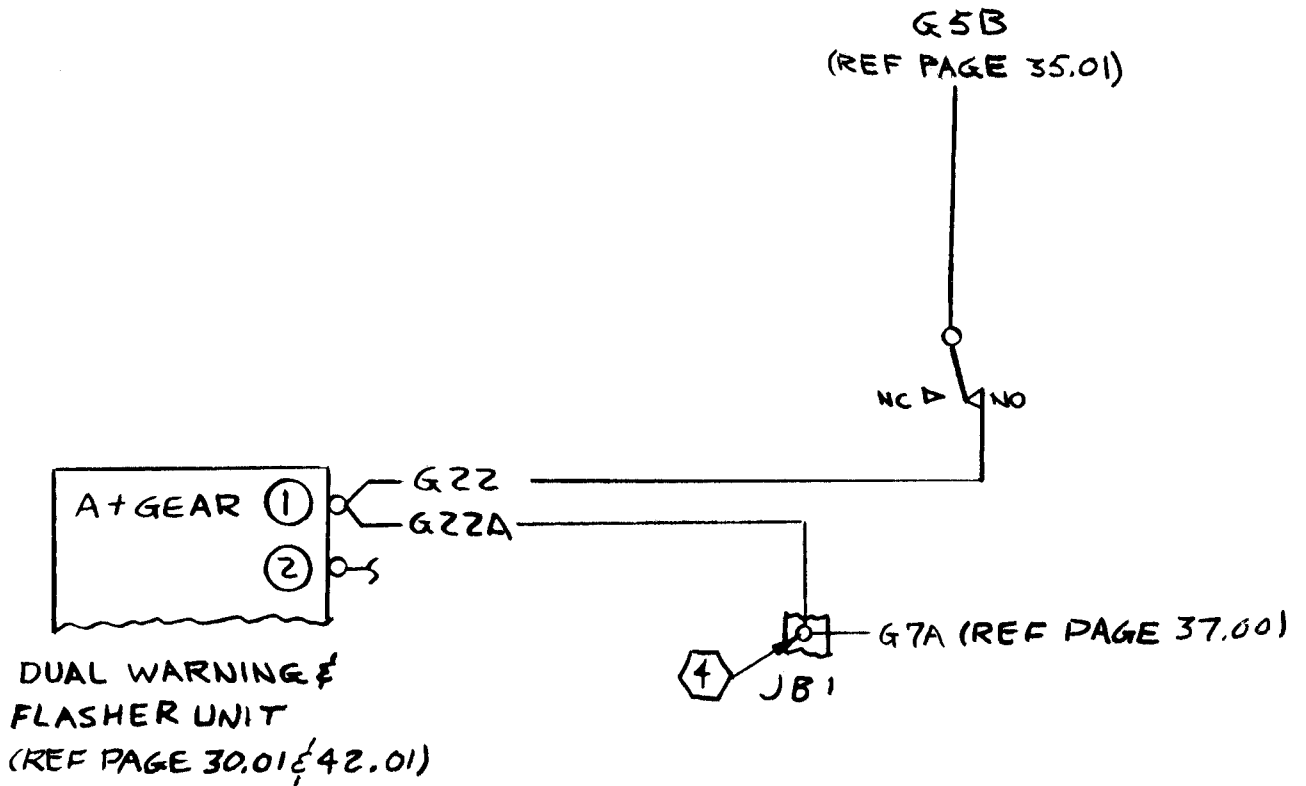 G5B
(REF PAGE 35.01)
NC NO
A+GEAR 1
G22
G22A
2
G7A (REF PAGE 37.00)
4
JB1
DUAL WARNING &
FLASHER UNIT
(REF PAGE 30.01 & 42.01)